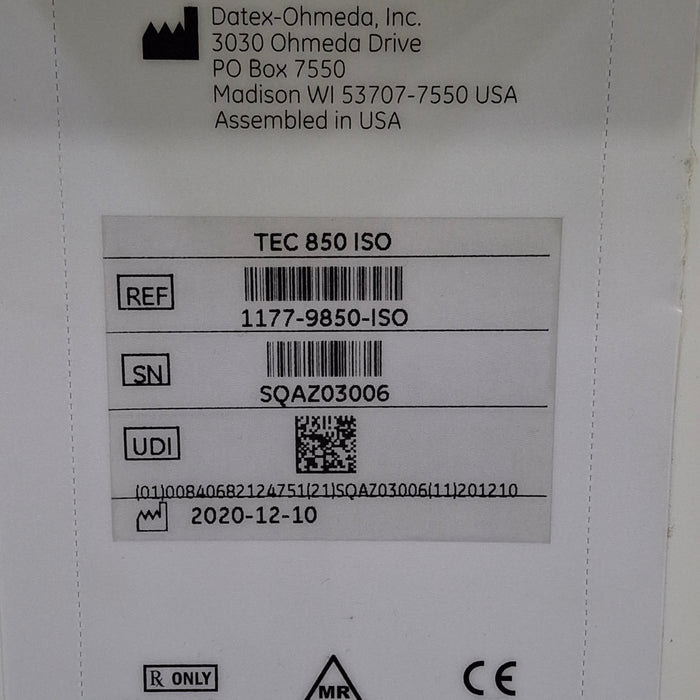 Datex-Ohmeda, Inc.
3030 Ohmeda Drive
PO Box 7550
Madison WI 53707-7550 USA
Assembled in USA
TEC 850 ISO
REF
1177-9850-ISO
SN
SQAZ03006
UDI
(01)00840682124751(21)SQAZ03006(11)201210
2020-12-10
℞ ONLY
MR
CE